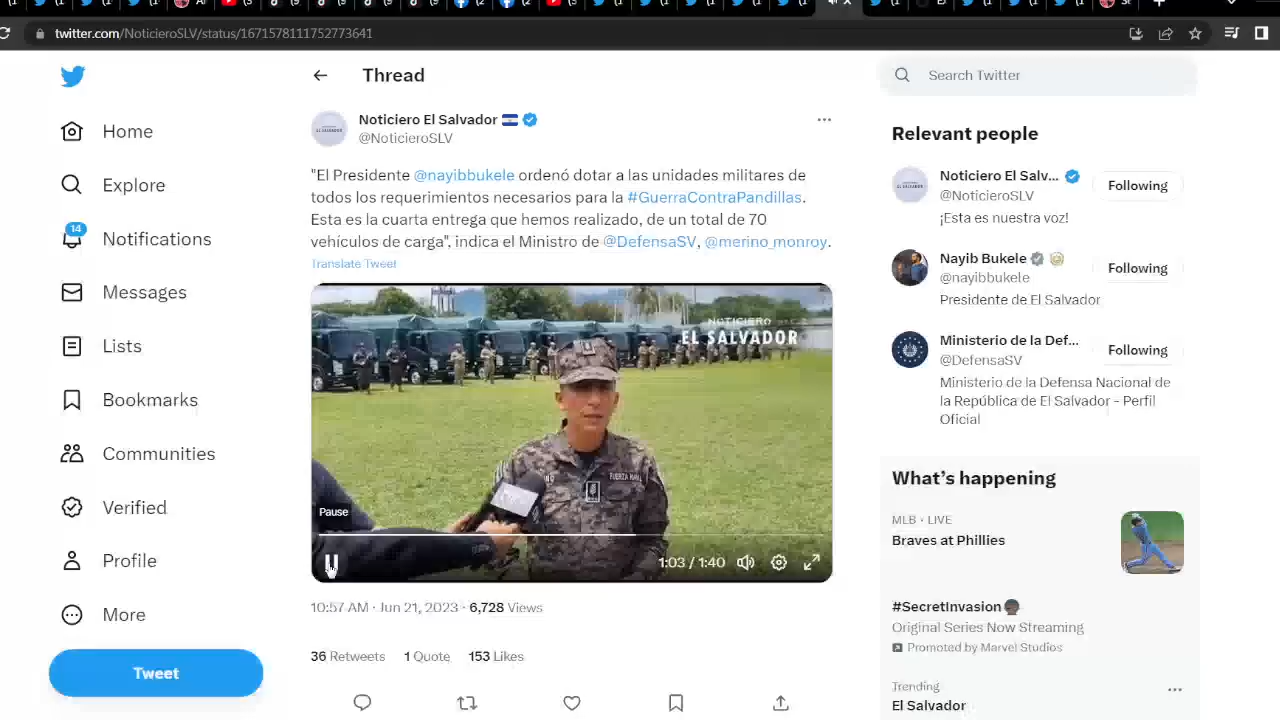 twitter.com/NoticieroSLV/status/1671578111752773641
Home
Explore
14
Notifications
Messages
Lists
Bookmarks
Communities
Verified
Profile
More
Tweet
Thread
Noticiero El Salvador
@NoticieroSLV
"El Presidente @nayibbukele ordenó dotar a las unidades militares de
todos los requerimientos necesarios para la #GuerraContraPandillas.
Esta es la cuarta entrega que hemos realizado, de un total de 70
vehículos de carga", indica el Ministro de @DefensaSV, @merino_monroy.
Translate Tweet
NOTICIERO
EL SALVADOR
Pause
1:03 / 1:40
10:57 AM · Jun 21, 2023 · 6,728 Views
36 Retweets 1 Quote 153 Likes
Search Twitter
Relevant people
Noticiero El Salv...
@NoticieroSLV
Following
¡Esta es nuestra voz!
Nayib Bukele
@nayibbukele
Following
Presidente de El Salvador
Ministerio de la Def...
@DefensaSV
Following
Ministerio de la Defensa Nacional de
la República de El Salvador - Perfil
Oficial
What's happening
MLB · LIVE
Braves at Phillies
#SecretInvasion
Original Series Now Streaming
Promoted by Marvel Studios
Trending
El Salvador